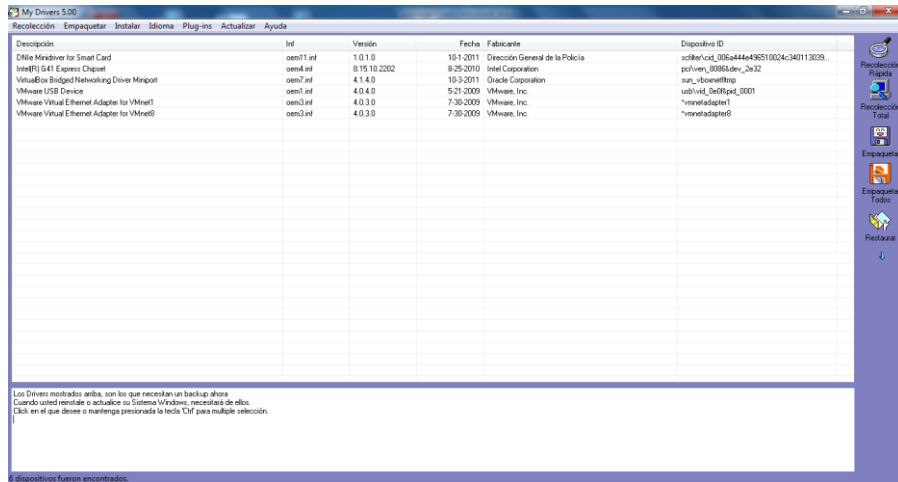 My Drivers 5.00
Recolección Empaquetar Instalar Idioma Plug-ins Actualizar Ayuda
Descripción Inf Versión Fecha Fabricante Dispositivo ID
DNIe Minidriver for Smart Card oem11.inf 1.0.1.0 10-1-2011 Dirección General de la Policía scfilter\cid_006a444e496510024c340113039...
Intel(R) G41 Express Chipset oem4.inf 8.15.10.2202 8-25-2010 Intel Corporation pci\ven_8086&dev_2e32
VirtualBox Bridged Networking Driver Miniport oem7.inf 4.1.4.0 10-3-2011 Oracle Corporation sun_vboxnetfltmp
VMware USB Device oem1.inf 4.0.4.0 5-21-2009 VMware, Inc. usb\vid_0e0f&pid_0001
VMware Virtual Ethernet Adapter for VMnet1 oem3.inf 4.0.3.0 7-30-2009 VMware, Inc. *vmnetadapter1
VMware Virtual Ethernet Adapter for VMnet8 oem3.inf 4.0.3.0 7-30-2009 VMware, Inc. *vmnetadapter8
Recolección
Rápida
Recolección
Total
Empaqueta
Empaqueta
Todos
Restaurar
Los Drivers mostrados arriba, son los que necesitan un backup ahora
Cuando usted reinstale o actualice su Sistema Windows, necesitará de ellos.
Click en el que desee o mantenga presionada la tecla 'Ctrl' para multiple selección.
6 dispositivos fueron encontrados.